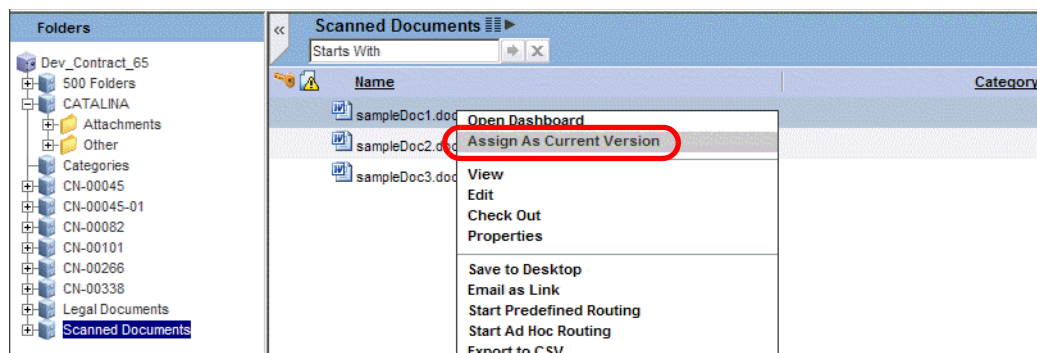 Folders
Dev_Contract_65
500 Folders
CATALINA
Attachments
Other
Categories
CN-00045
CN-00045-01
CN-00082
CN-00101
CN-00266
CN-00338
Legal Documents
Scanned Documents
Scanned Documents
Starts With
Name
Category
sampleDoc1.doc
sampleDoc2.doc
sampleDoc3.doc
Open Dashboard
Assign As Current Version
View
Edit
Check Out
Properties
Save to Desktop
Email as Link
Start Predefined Routing
Start Ad Hoc Routing
Export to CSV